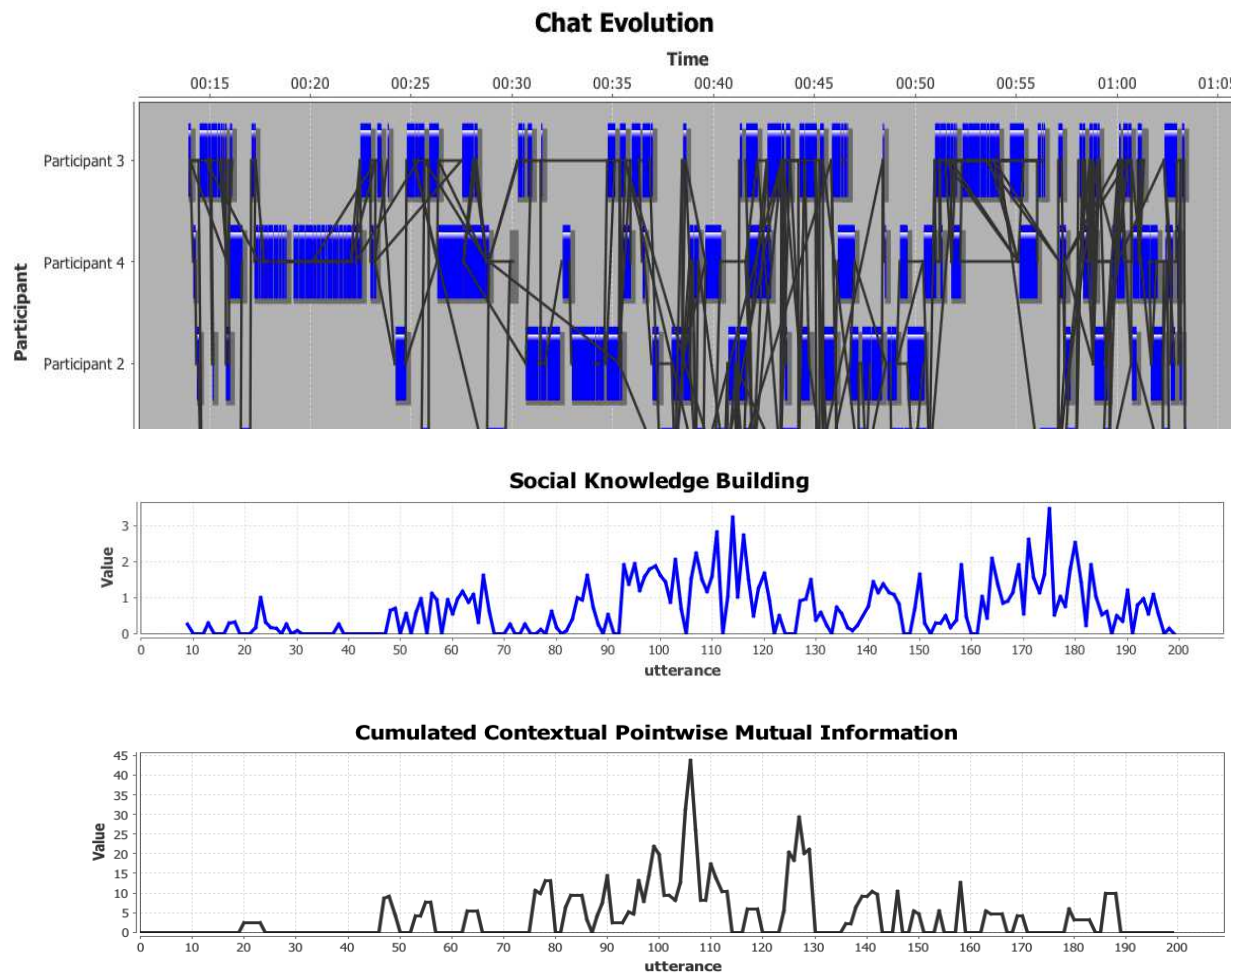 Chat Evolution
Time
00:15 00:20 00:25 00:30 00:35 00:40 00:45 00:50 00:55 01:00 01:0
Participant
Participant 3
Participant 4
Participant 2
Social Knowledge Building
Value
3
2
1
0
0 10 20 30 40 50 60 70 80 90 100 110 120 130 140 150 160 170 180 190 200
utterance
Cumulated Contextual Pointwise Mutual Information
Value
45
40
35
30
25
20
15
10
5
0
0 10 20 30 40 50 60 70 80 90 100 110 120 130 140 150 160 170 180 190 200
utterance